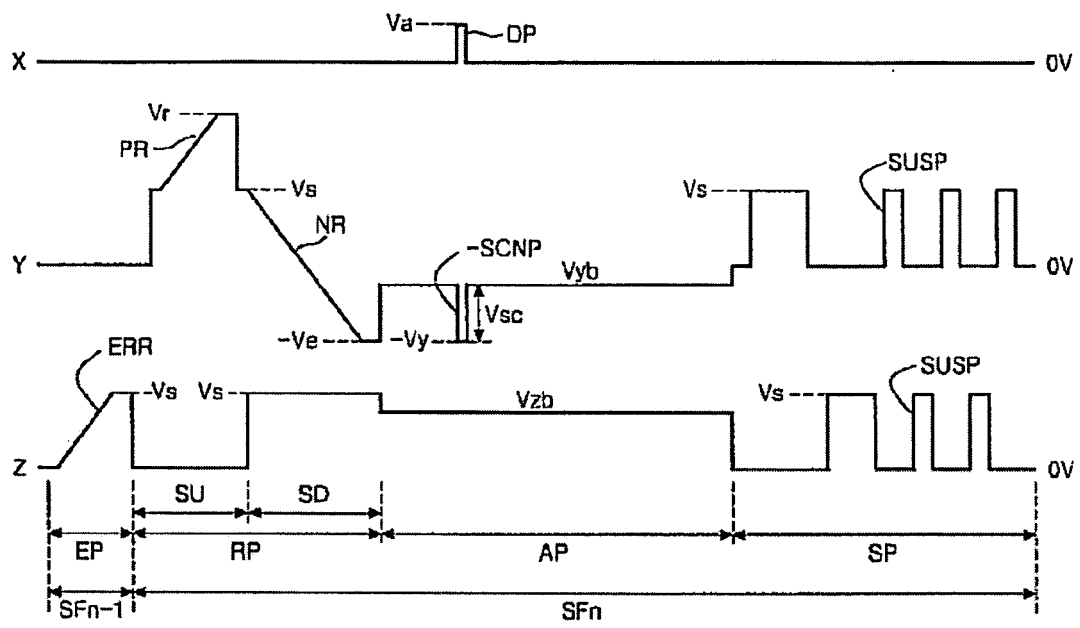 Va
DP
X
0V
Vr
PR
Vs
Vs
SUSP
NR
-SCNP
Y
Vyb
0V
Vsc
-Ve
-Vy
ERR
Vs
Vs
Vzb
Vs
SUSP
Z
0V
SU
SD
EP
RP
AP
SP
SFn-1
SFn